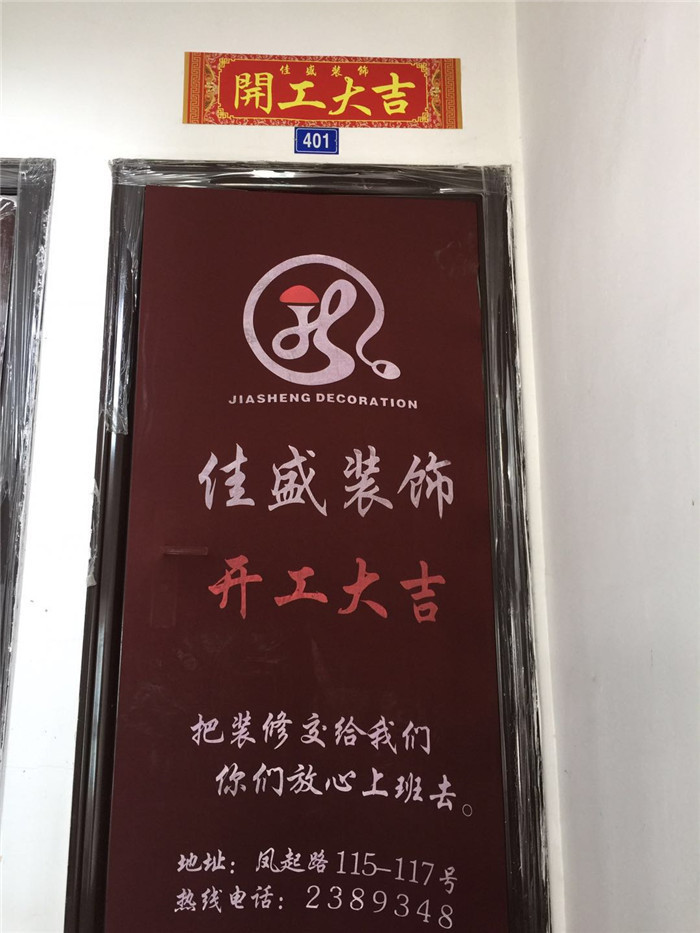 佳盛装饰
開工大吉
401
JIASHENG DECORATION
佳盛装饰
开工大吉
把装修交给我们
你们放心上班去。
地址：凤起路115-117号
热线电话：2389348